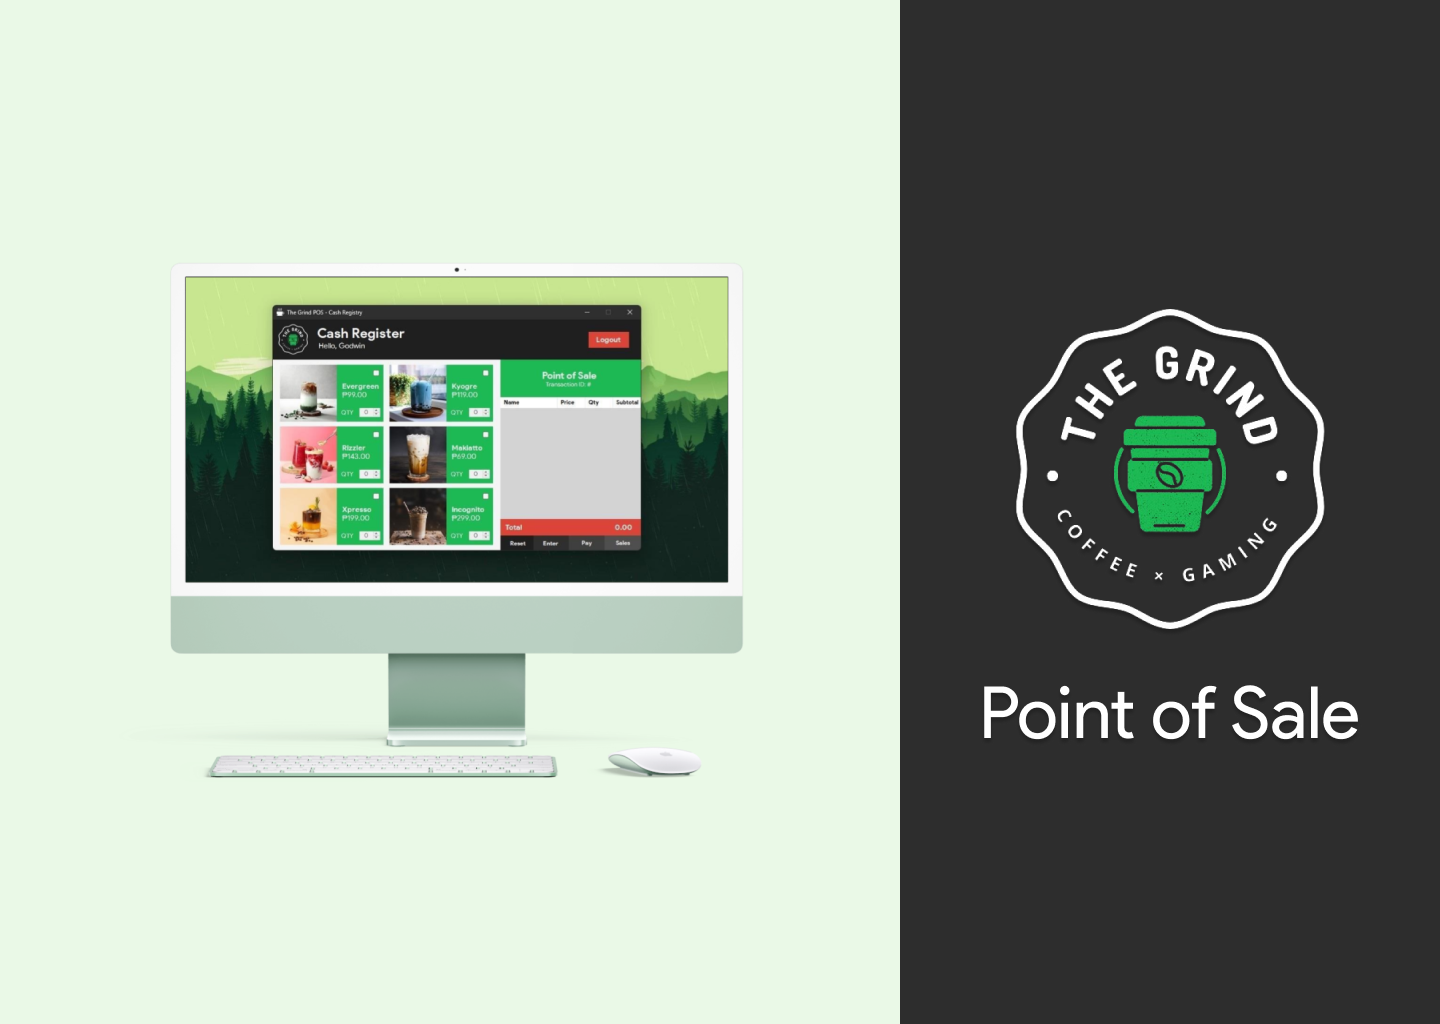 The Grind POS - Cash Registry
THE GRIND
Cash Register
Hello, Godwin
Logout
Evergreen
₱99.00
QTY 0
Kyogre
₱119.00
QTY 0
Rizzler
₱143.00
QTY 0
Makiatto
₱69.00
QTY 0
Xpresso
₱199.00
QTY 0
Incognito
₱299.00
QTY 0
Point of Sale
Transaction ID: #
Name Price Qty Subtotal
Total 0.00
Reset Enter Pay Sales
THE GRIND
COFFEE × GAMING
Point of Sale